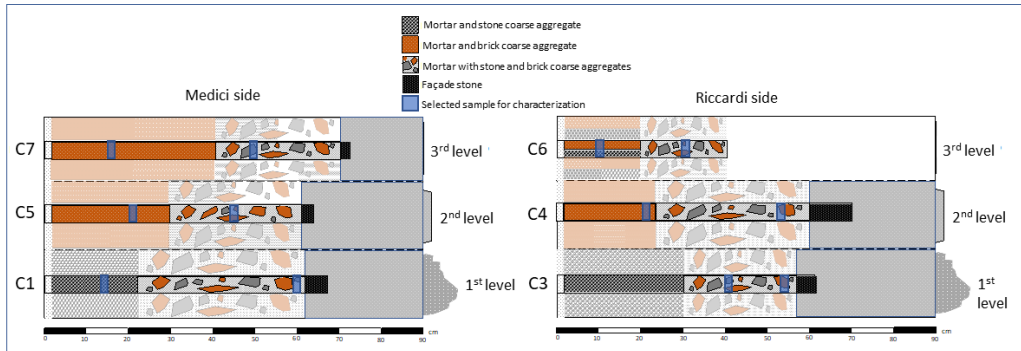 Mortar and stone coarse aggregate
Mortar and brick coarse aggregate
Mortar with stone and brick coarse aggregates
Façade stone
Selected sample for characterization
Medici side
Riccardi side
C7
3rd level
C5
2nd level
C1
1st level
0 10 20 30 40 50 60 70 80 90
cm
C6
3rd level
C4
2nd level
C3
1st
level
0 10 20 30 40 50 60 70 80 90
cm